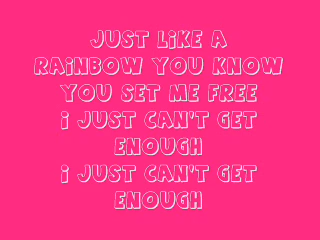 JUST LIKE A
RAINBOW YOU KNOW
YOU SET ME FREE
I JUST CAN'T GET
ENOUGH
I JUST CAN'T GET
ENOUGH